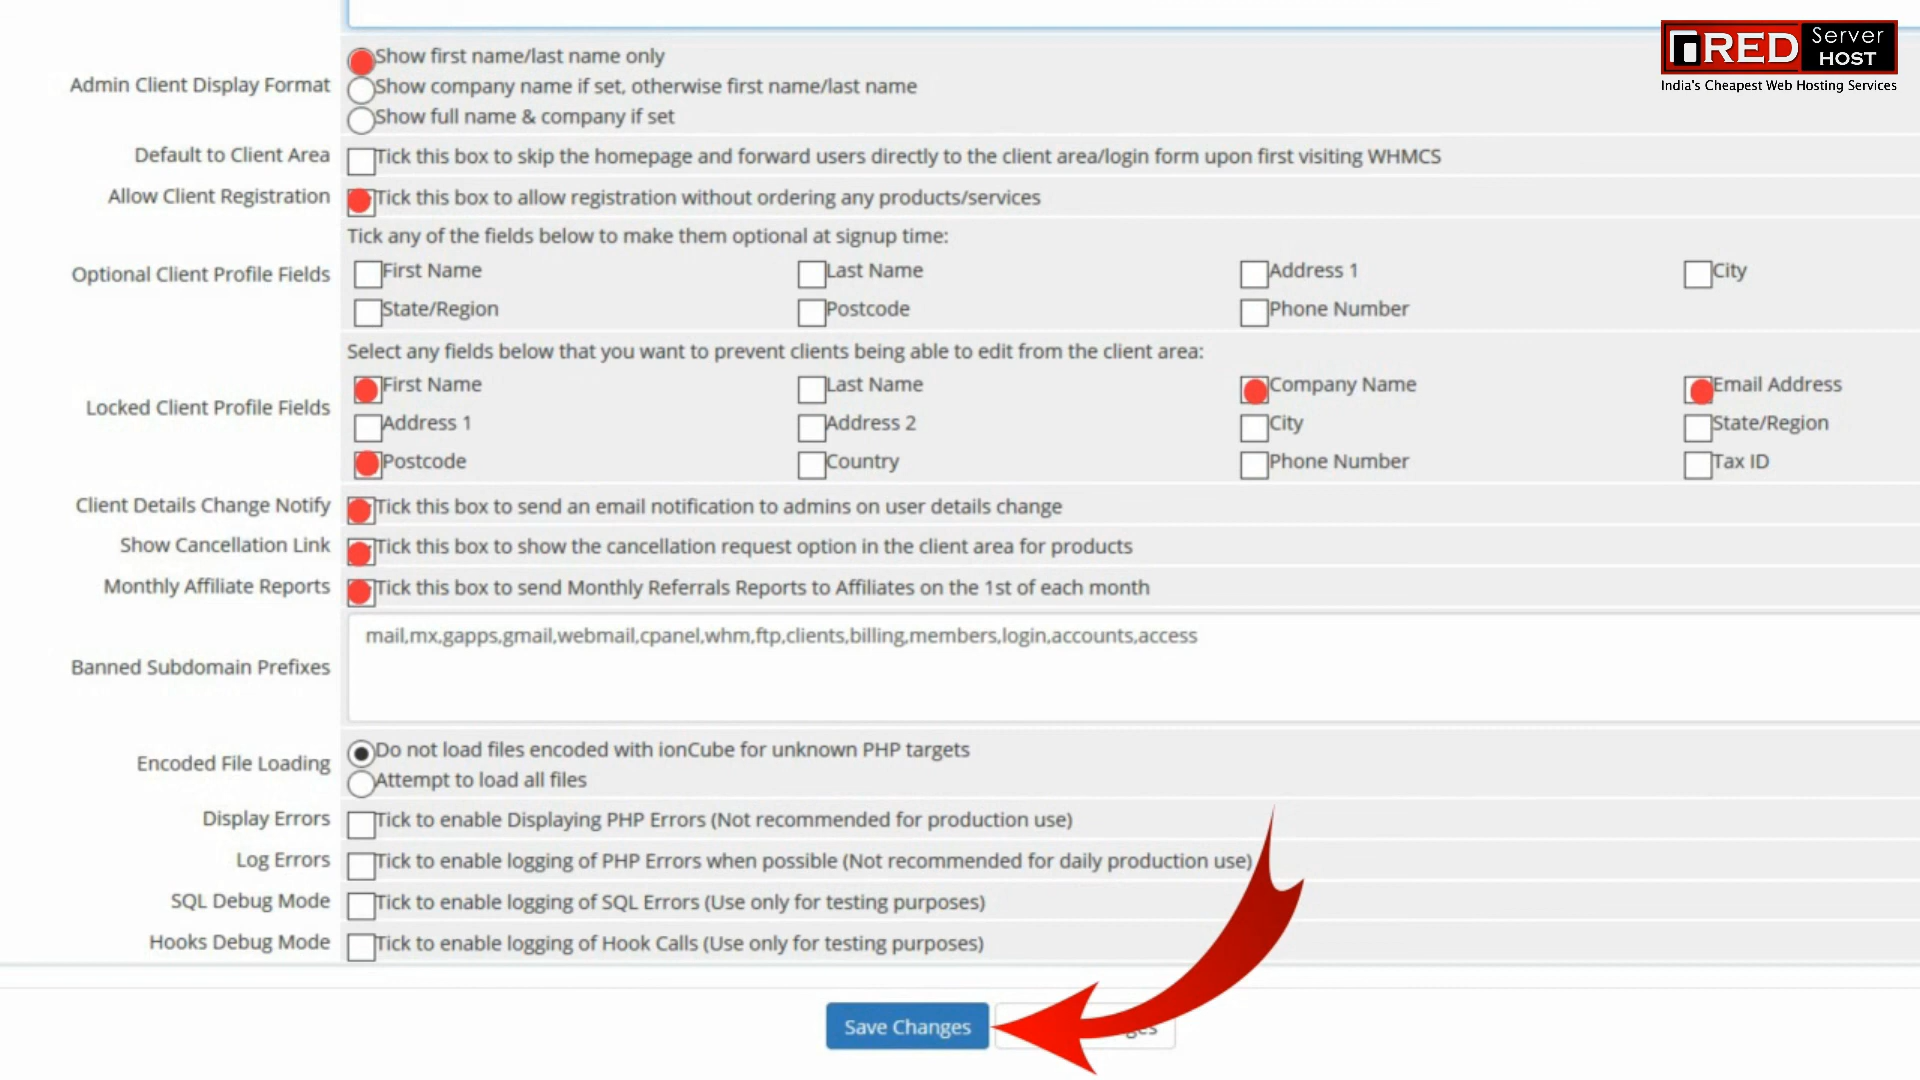 RED Server HOST
India's Cheapest Web Hosting Services
Admin Client Display Format
Show first name/last name only
Show company name if set, otherwise first name/last name
Show full name & company if set
Default to Client Area
Tick this box to skip the homepage and forward users directly to the client area/login form upon first visiting WHMCS
Allow Client Registration
Tick this box to allow registration without ordering any products/services
Optional Client Profile Fields
Tick any of the fields below to make them optional at signup time:
First Name Last Name Address 1 City
State/Region Postcode Phone Number
Locked Client Profile Fields
Select any fields below that you want to prevent clients being able to edit from the client area:
First Name Last Name Company Name Email Address
Address 1 Address 2 City State/Region
Postcode Country Phone Number Tax ID
Client Details Change Notify
Tick this box to send an email notification to admins on user details change
Show Cancellation Link
Tick this box to show the cancellation request option in the client area for products
Monthly Affiliate Reports
Tick this box to send Monthly Referrals Reports to Affiliates on the 1st of each month
Banned Subdomain Prefixes
mail,mx,gapps,gmail,webmail,cpanel,whm,ftp,clients,billing,members,login,accounts,access
Encoded File Loading
Do not load files encoded with ionCube for unknown PHP targets
Attempt to load all files
Display Errors
Tick to enable Displaying PHP Errors (Not recommended for production use)
Log Errors
Tick to enable logging of PHP Errors when possible (Not recommended for daily production use)
SQL Debug Mode
Tick to enable logging of SQL Errors (Use only for testing purposes)
Hooks Debug Mode
Tick to enable logging of Hook Calls (Use only for testing purposes)
Save Changes